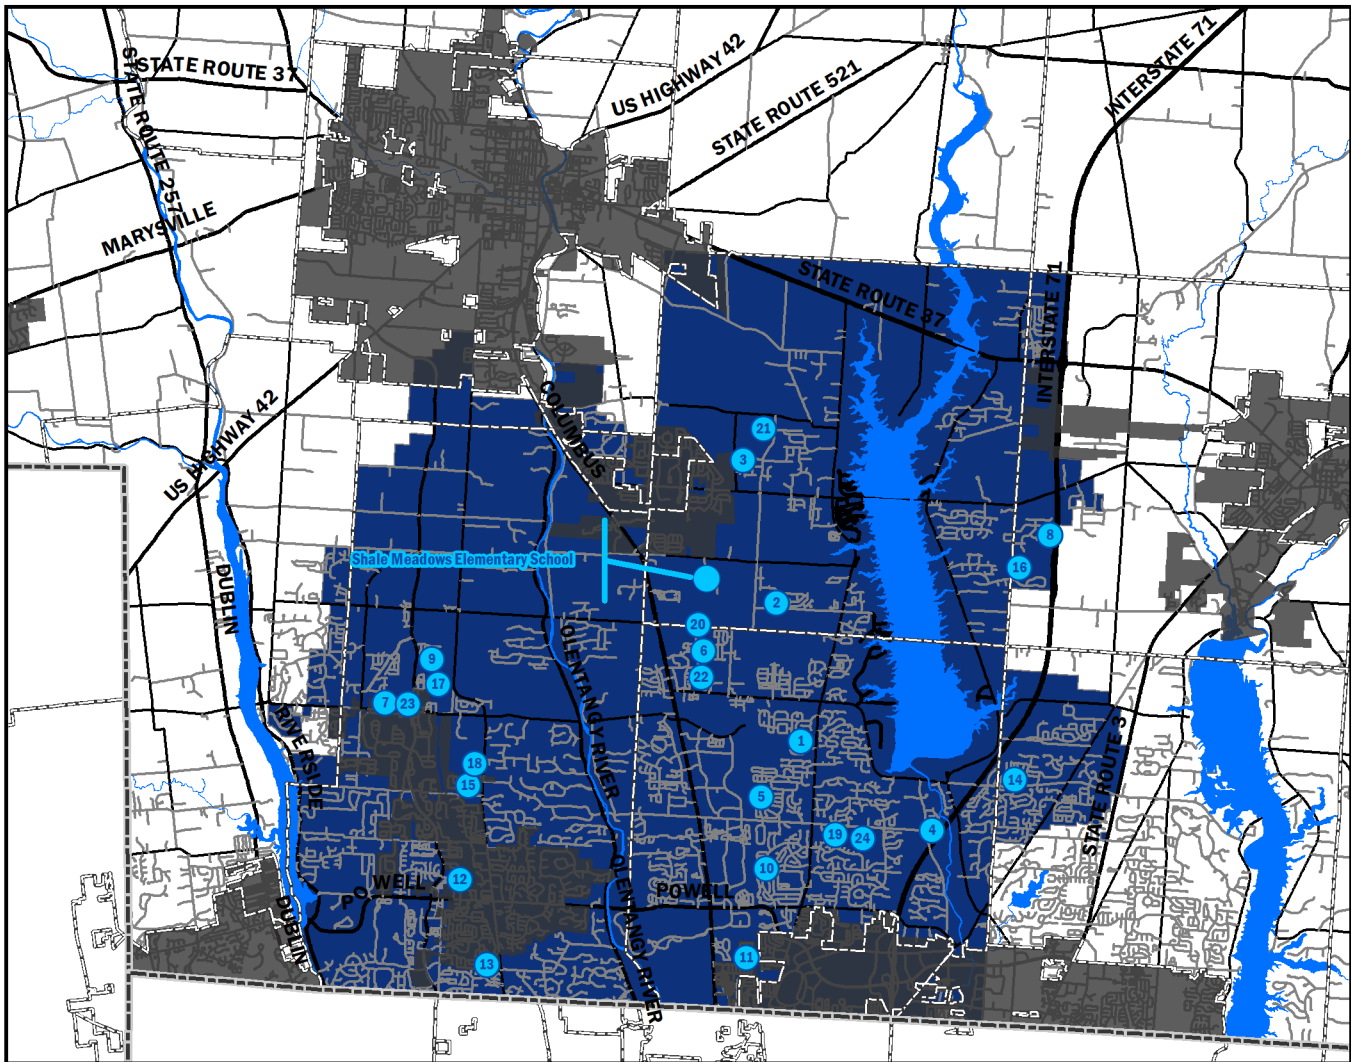 STATE ROUTE 37
STATE ROUTE 257
MARYSVILLE
US HIGHWAY 42
STATE ROUTE 521
INTERSTATE 71
STATE ROUTE 37
INTERSTATE 71
US HIGHWAY 42
COLUMBUS
21
3
8
Shale Meadows Elementary School
16
DUBLIN
2
20
6
9
22
17
OLENTANGY RIVER
7
23
RIVERSIDE
1
18
15
14
STATE ROUTE 3
5
4
19
24
10
12
POWELL
POWELL
OLENTANGY RIVER
DUBLIN
11
13